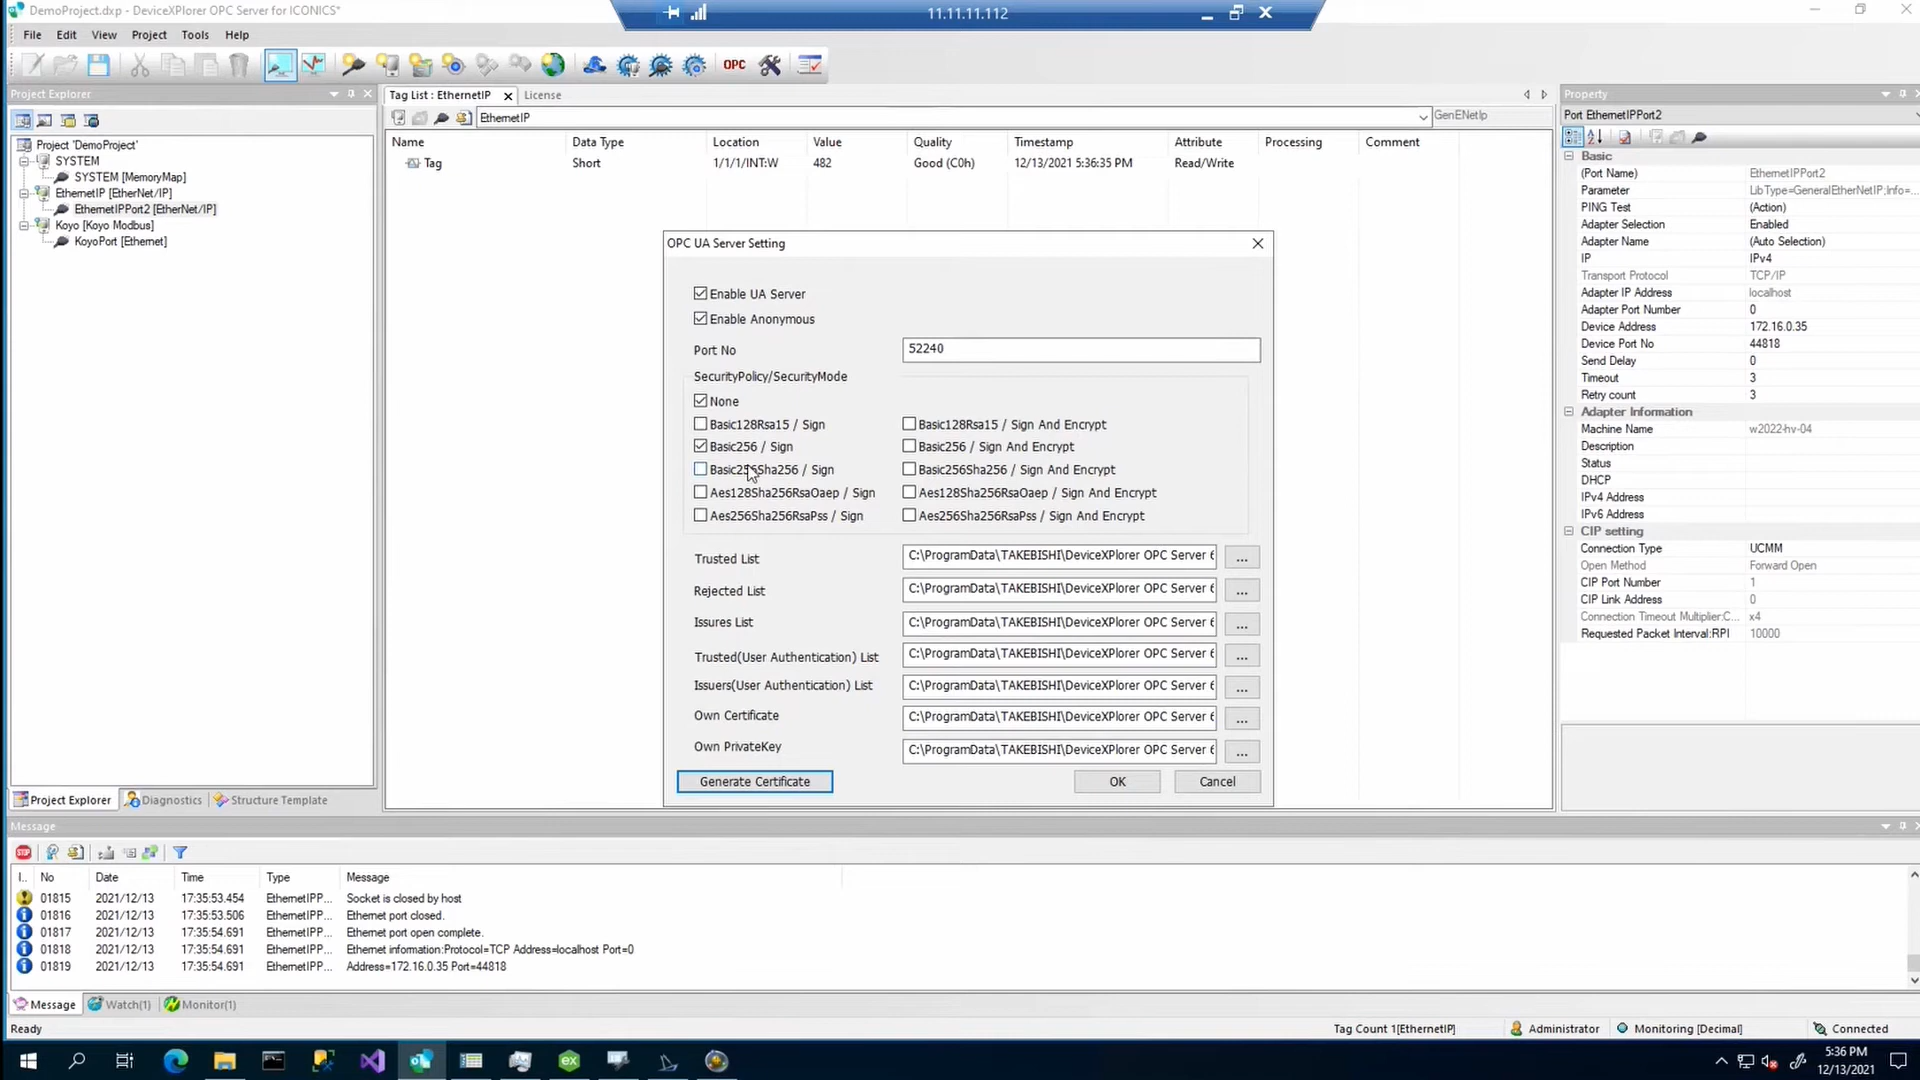 DemoProject.dxp - DeviceXPlorer OPC Server for ICONICS*
11.11.11.112
File Edit View Project Tools Help
OPC
Project Explorer
Tag List : EthernetIP
License
Property
EthernetIP
GenENetIp
Port EthernetIPPort2
Name Data Type Location Value Quality Timestamp Attribute Processing Comment
Tag Short 1/1/1/INT:W 482 Good (C0h) 12/13/2021 5:36:35 PM Read/Write
Project 'DemoProject'
SYSTEM
SYSTEM [MemoryMap]
EthernetIP [EtherNet/IP]
EthernetIPPort2 [EtherNet/IP]
Koyo [Koyo Modbus]
KoyoPort [Ethernet]
OPC UA Server Setting
Enable UA Server
Enable Anonymous
Port No 52240
SecurityPolicy/SecurityMode
None
Basic128Rsa15 / Sign Basic128Rsa15 / Sign And Encrypt
Basic256 / Sign Basic256 / Sign And Encrypt
Basic256Sha256 / Sign Basic256Sha256 / Sign And Encrypt
Aes128Sha256RsaOaep / Sign Aes128Sha256RsaOaep / Sign And Encrypt
Aes256Sha256RsaPss / Sign Aes256Sha256RsaPss / Sign And Encrypt
Trusted List C:\ProgramData\TAKEBISHI\DeviceXPlorer OPC Server 6 ...
Rejected List C:\ProgramData\TAKEBISHI\DeviceXPlorer OPC Server 6 ...
Issures List C:\ProgramData\TAKEBISHI\DeviceXPlorer OPC Server 6 ...
Trusted(User Authentication) List C:\ProgramData\TAKEBISHI\DeviceXPlorer OPC Server 6 ...
Issuers(User Authentication) List C:\ProgramData\TAKEBISHI\DeviceXPlorer OPC Server 6 ...
Own Certificate C:\ProgramData\TAKEBISHI\DeviceXPlorer OPC Server 6 ...
Own PrivateKey C:\ProgramData\TAKEBISHI\DeviceXPlorer OPC Server 6 ...
Generate Certificate OK Cancel
Basic
(Port Name) EthernetIPPort2
Parameter LibType=GeneralEtherNetIP;Info=...
PING Test (Action)
Adapter Selection Enabled
Adapter Name (Auto Selection)
IP IPv4
Transport Protocol TCP/IP
Adapter IP Address localhost
Adapter Port Number 0
Device Address 172.16.0.35
Device Port No 44818
Send Delay 0
Timeout 3
Retry count 3
Adapter Information
Machine Name w2022-hv-04
Description
Status
DHCP
IPv4 Address
IPv6 Address
CIP setting
Connection Type UCMM
Open Method Forward Open
CIP Port Number 1
CIP Link Address 0
Connection Timeout Multiplier:C... x4
Requested Packet Interval:RPI 10000
Project Explorer Diagnostics Structure Template
Message
STOP
I.. No Date Time Type Message
01815 2021/12/13 17:35:53.454 EthernetIPP... Socket is closed by host
01816 2021/12/13 17:35:53.506 EthernetIPP... Ethernet port closed.
01817 2021/12/13 17:35:54.691 EthernetIPP... Ethernet port open complete.
01818 2021/12/13 17:35:54.691 EthernetIPP... Ethernet information:Protocol=TCP Address=localhost Port=0
01819 2021/12/13 17:35:54.691 EthernetIPP... Address=172.16.0.35 Port=44818
Message Watch(1) Monitor(1)
Ready Tag Count 1[EthernetIP] Administrator Monitoring [Decimal] Connected
ex
5:36 PM
12/13/2021